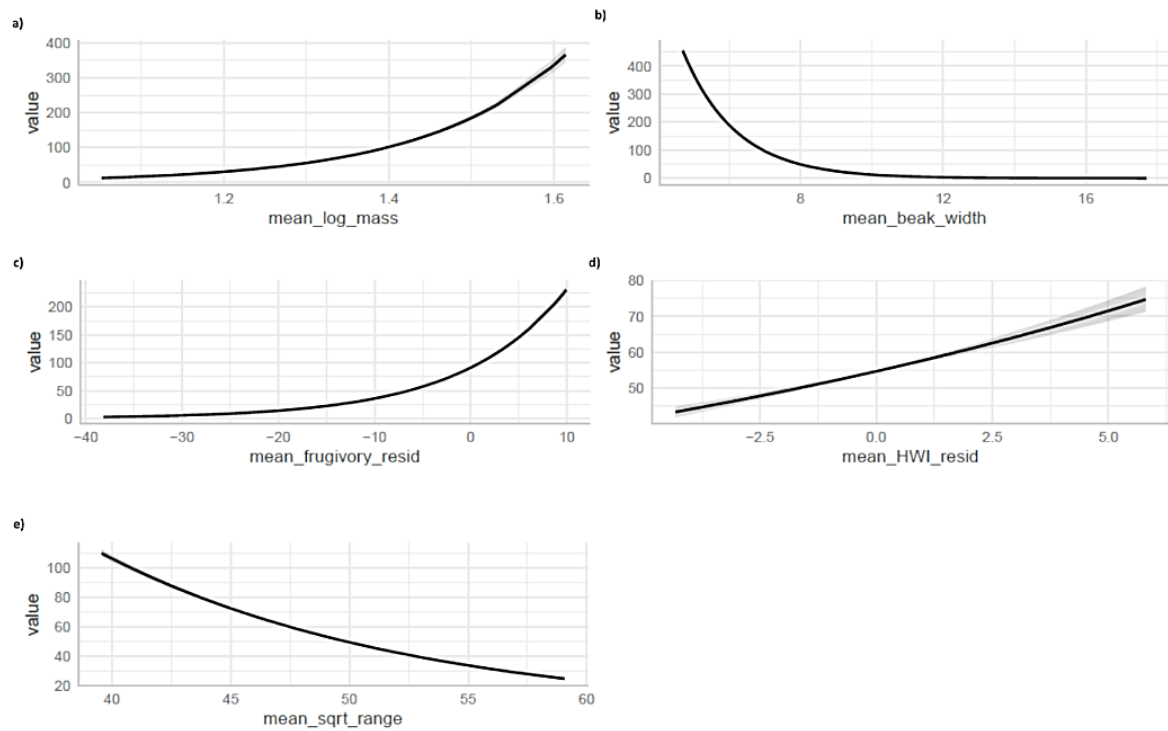 a)
400
300
200
100
0
value
1.2 1.4 1.6
mean_log_mass
b)
400
300
200
100
0
value
8 12 16
mean_beak_width
c)
200
150
100
50
0
value
−40 −30 −20 −10 0 10
mean_frugivory_resid
d)
80
70
60
50
value
−2.5 0.0 2.5 5.0
mean_HWI_resid
e)
100
80
60
40
20
value
40 45 50 55 60
mean_sqrt_range